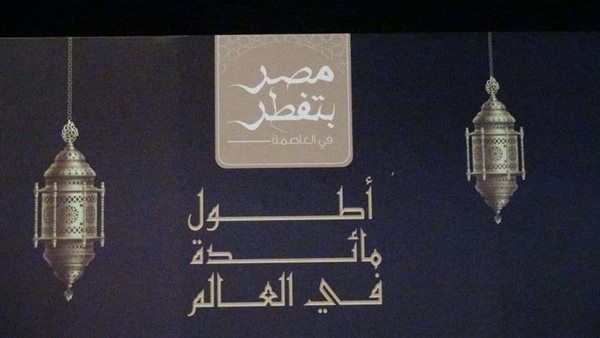 مصر
بتفطر
في العاصمة
أطول
مائدة
في العالم